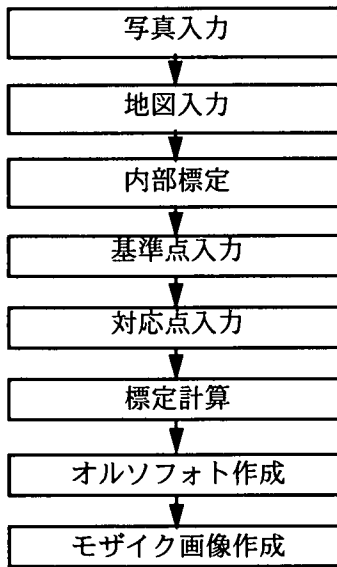 写真入力
地図入力
内部標定
基準点入力
対応点入力
標定計算
オルソフォト作成
モザイク画像作成